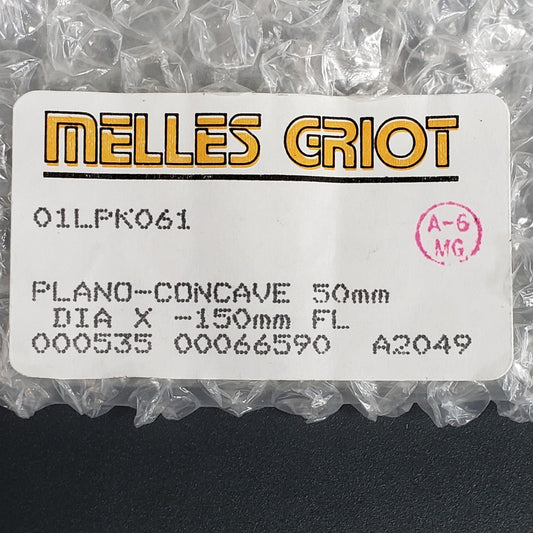 MELLES GRIOT
01LPK061
A-6
MG
PLANO-CONCAVE 50mm
DIA X -150mm FL
000535 00066590 A2049